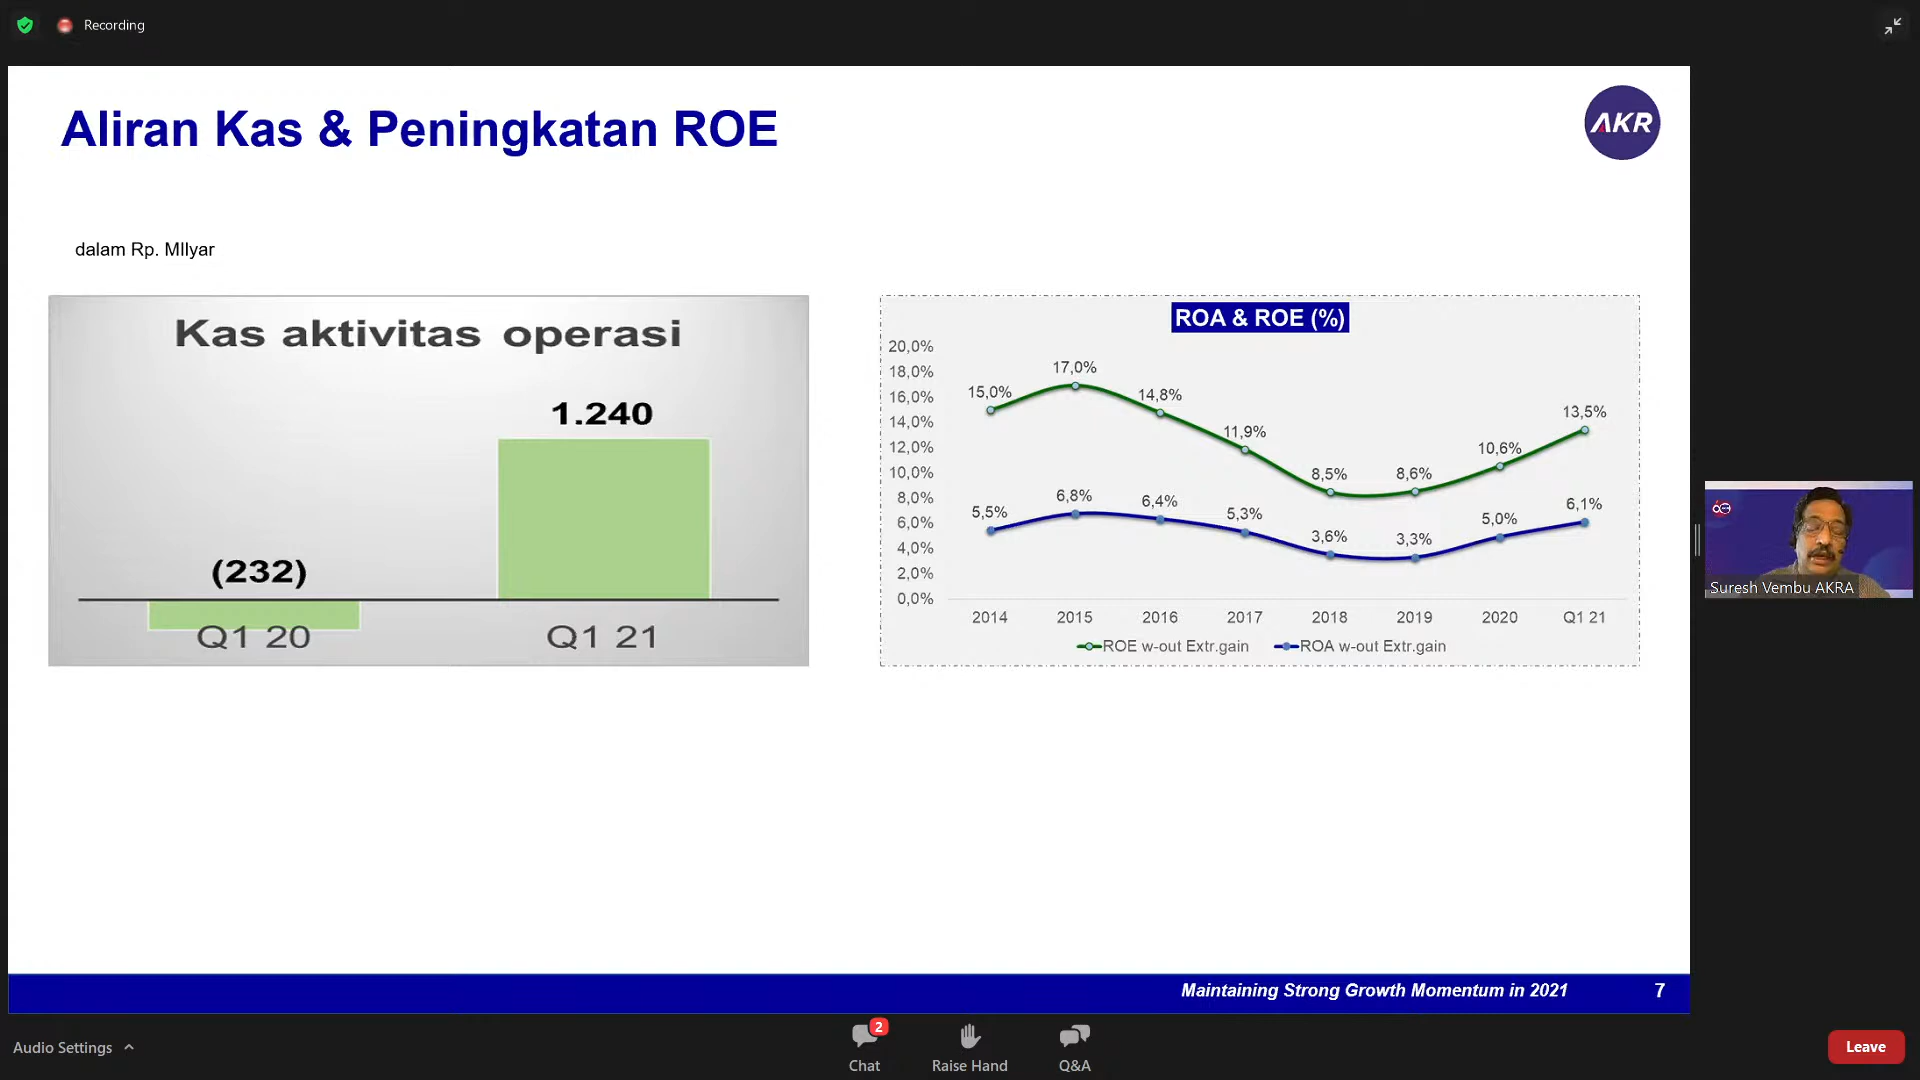 Recording
Aliran Kas & Peningkatan ROE
AKR
dalam Rp. MIlyar
Kas aktivitas operasi
1.240
(232)
Q1 20 Q1 21
ROA & ROE (%)
20,0%
18,0%
16,0%
14,0%
12,0%
10,0%
8,0%
6,0%
4,0%
2,0%
0,0%
15,0% 17,0% 14,8% 11,9% 8,5% 8,6% 10,6% 13,5%
5,5% 6,8% 6,4% 5,3% 3,6% 3,3% 5,0% 6,1%
2014 2015 2016 2017 2018 2019 2020 Q1 21
ROE w-out Extr.gain ROA w-out Extr.gain
Suresh Vembu AKRA
Maintaining Strong Growth Momentum in 2021 7
Audio Settings
2
Chat Raise Hand Q&A
Leave